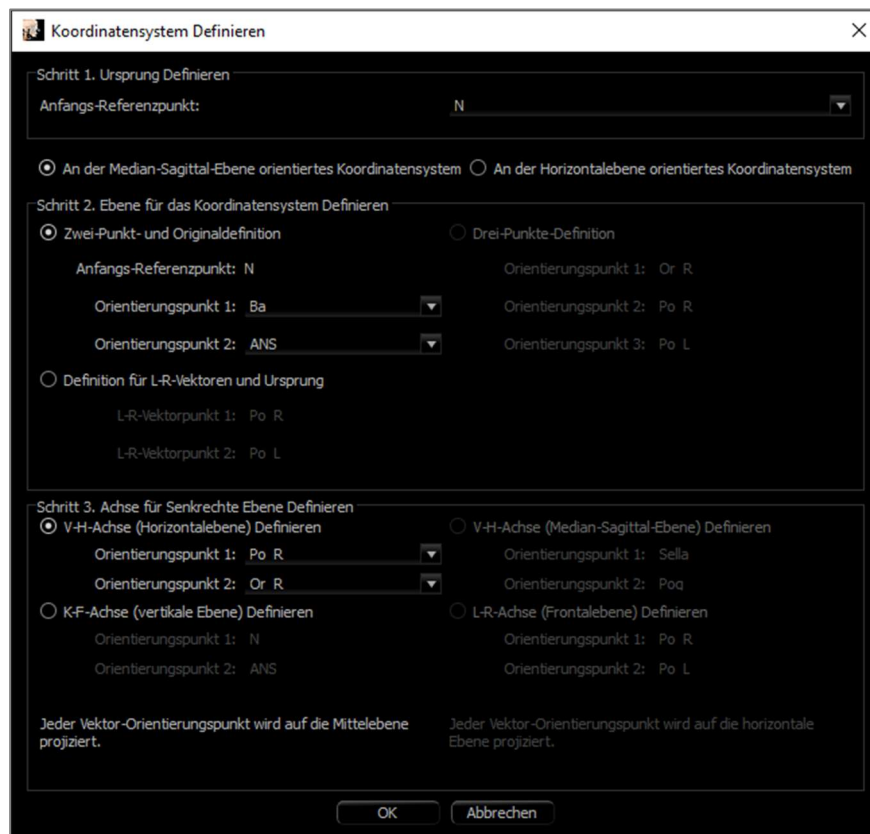 Koordinatensystem Definieren
Schritt 1. Ursprung Definieren
Anfangs-Referenzpunkt: N
An der Median-Sagittal-Ebene orientiertes Koordinatensystem An der Horizontalebene orientiertes Koordinatensystem
Schritt 2. Ebene für das Koordinatensystem Definieren
Zwei-Punkt- und Originaldefinition Drei-Punkte-Definition
Anfangs-Referenzpunkt: N Orientierungspunkt 1: Or R
Orientierungspunkt 1: Ba Orientierungspunkt 2: Po R
Orientierungspunkt 2: ANS Orientierungspunkt 3: Po L
Definition für L-R-Vektoren und Ursprung
L-R-Vektorpunkt 1: Po R
L-R-Vektorpunkt 2: Po L
Schritt 3. Achse für Senkrechte Ebene Definieren
V-H-Achse (Horizontalebene) Definieren V-H-Achse (Median-Sagittal-Ebene) Definieren
Orientierungspunkt 1: Po R Orientierungspunkt 1: Sella
Orientierungspunkt 2: Or R Orientierungspunkt 2: Pog
K-F-Achse (vertikale Ebene) Definieren L-R-Achse (Frontalebene) Definieren
Orientierungspunkt 1: N Orientierungspunkt 1: Po R
Orientierungspunkt 2: ANS Orientierungspunkt 2: Po L
Jeder Vektor-Orientierungspunkt wird auf die Mittelebene projiziert.
Jeder Vektor-Orientierungspunkt wird auf die horizontale Ebene projiziert.
OK Abbrechen